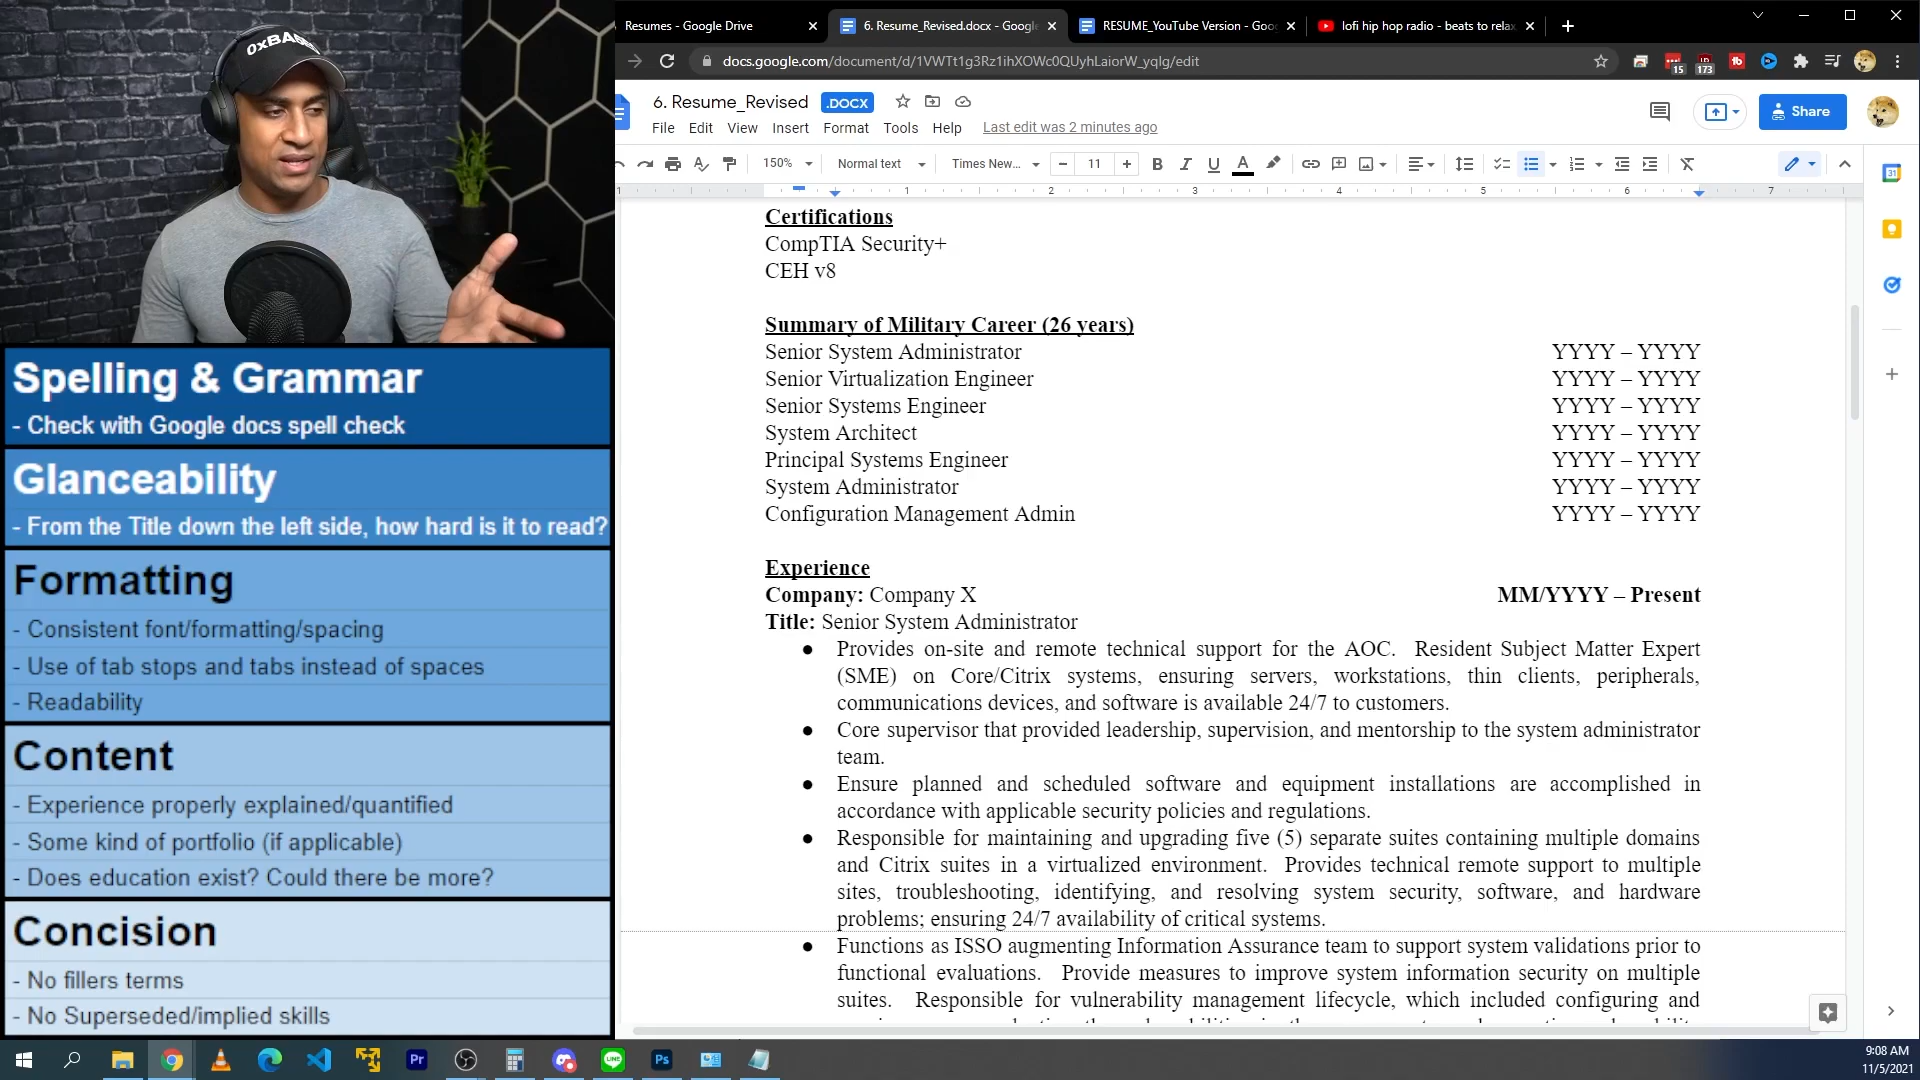 0xBA
Spelling & Grammar
- Check with Google docs spell check
Glanceability
- From the Title down the left side, how hard is it to read?
Formatting
- Consistent font/formatting/spacing
- Use of tab stops and tabs instead of spaces
- Readability
Content
- Experience properly explained/quantified
- Some kind of portfolio (if applicable)
- Does education exist? Could there be more?
Concision
- No fillers terms
- No Superseded/implied skills
Resumes - Google Drive
6. Resume_Revised.docx - Google
RESUME_YouTube Version - Goo
lofi hip hop radio - beats to relax
docs.google.com/document/d/1VWTt1g3Rz1ihXOWc0QUyhLaiorW_yqlg/edit
15
173
6. Resume_Revised .DOCX
Share
File Edit View Insert Format Tools Help Last edit was 2 minutes ago
150% Normal text Times New... 11 B I U A
31
1 1 2 3 4 5 6 7
Certifications
CompTIA Security+
CEH v8
Summary of Military Career (26 years)
Senior System Administrator YYYY – YYYY
Senior Virtualization Engineer YYYY – YYYY
Senior Systems Engineer YYYY – YYYY
System Architect YYYY – YYYY
Principal Systems Engineer YYYY – YYYY
System Administrator YYYY – YYYY
Configuration Management Admin YYYY – YYYY
Experience
Company: Company X MM/YYYY – Present
Title: Senior System Administrator
● Provides on-site and remote technical support for the AOC. Resident Subject Matter Expert
(SME) on Core/Citrix systems, ensuring servers, workstations, thin clients, peripherals,
communications devices, and software is available 24/7 to customers.
● Core supervisor that provided leadership, supervision, and mentorship to the system administrator
team.
● Ensure planned and scheduled software and equipment installations are accomplished in
accordance with applicable security policies and regulations.
● Responsible for maintaining and upgrading five (5) separate suites containing multiple domains
and Citrix suites in a virtualized environment. Provides technical remote support to multiple
sites, troubleshooting, identifying, and resolving system security, software, and hardware
problems; ensuring 24/7 availability of critical systems.
● Functions as ISSO augmenting Information Assurance team to support system validations prior to
functional evaluations. Provide measures to improve system information security on multiple
suites. Responsible for vulnerability management lifecycle, which included configuring and
Pr
LINE
Ps
9:08 AM
11/5/2021